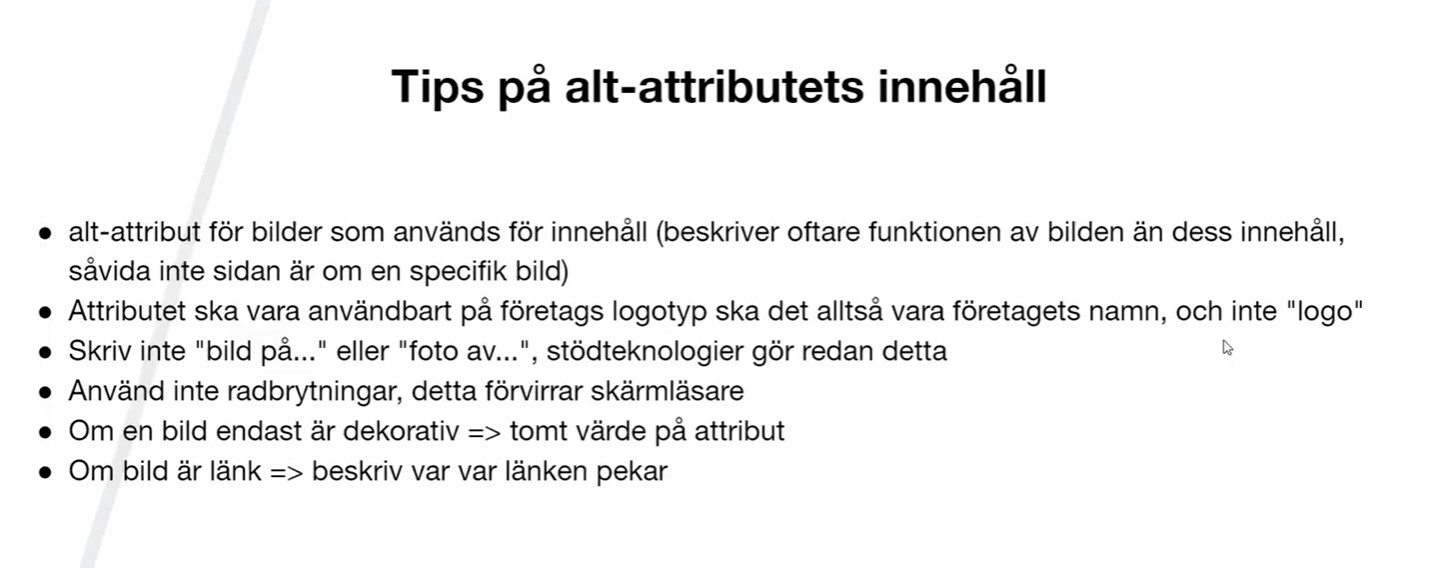 Tips på alt-attributets innehåll
● alt-attribut för bilder som används för innehåll (beskriver oftare funktionen av bilden än dess innehåll,
såvida inte sidan är om en specifik bild)
● Attributet ska vara användbart på företags logotyp ska det alltså vara företagets namn, och inte "logo"
● Skriv inte "bild på..." eller "foto av...", stödteknologier gör redan detta
● Använd inte radbrytningar, detta förvirrar skärmläsare
● Om en bild endast är dekorativ => tomt värde på attribut
● Om bild är länk => beskriv var var länken pekar